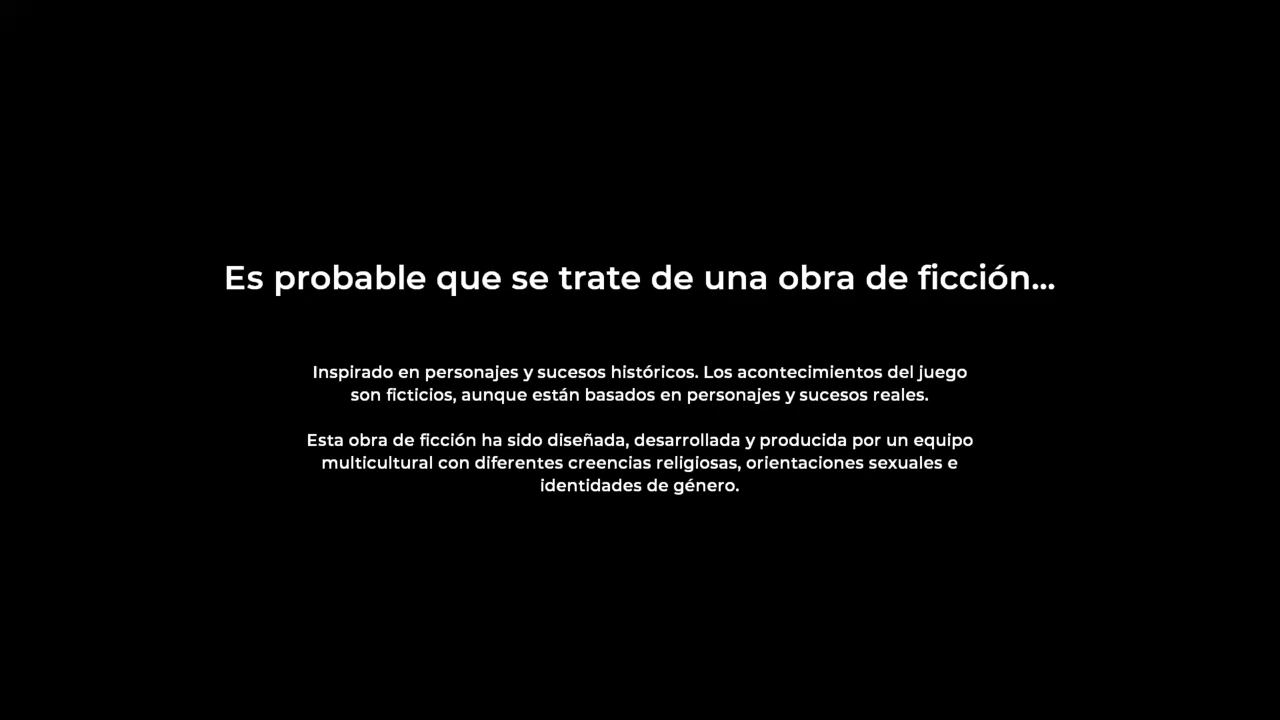 Es probable que se trate de una obra de ficción...
Inspirado en personajes y sucesos históricos. Los acontecimientos del juego
son ficticios, aunque están basados en personajes y sucesos reales.
Esta obra de ficción ha sido diseñada, desarrollada y producida por un equipo
multicultural con diferentes creencias religiosas, orientaciones sexuales e
identidades de género.